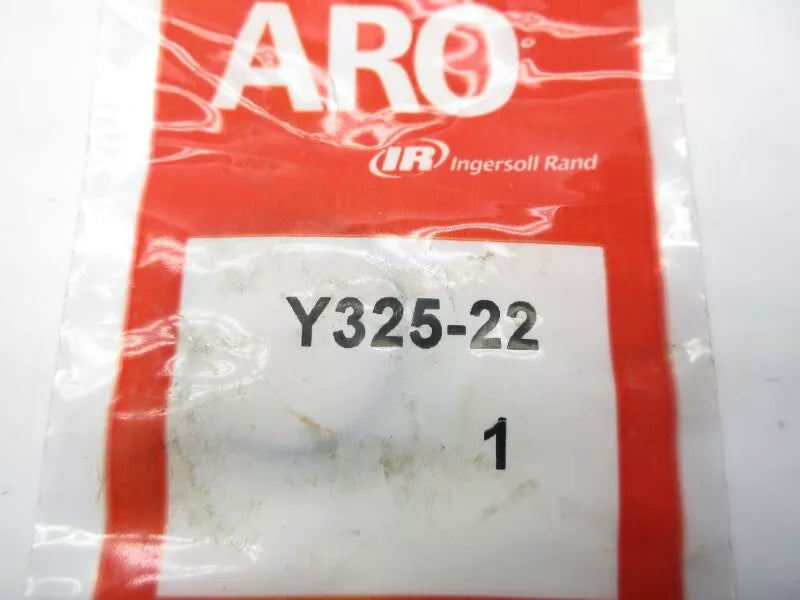 ARO
IR Ingersoll Rand
Y325-22
1